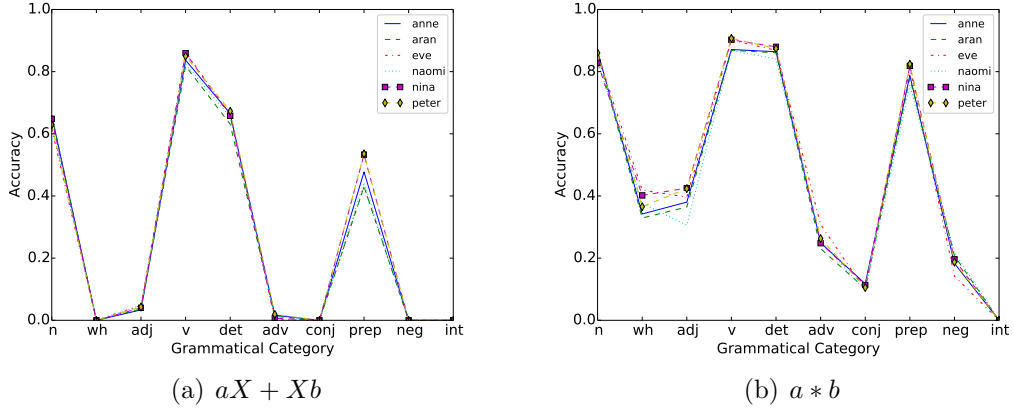 1.0
0.8
0.6
0.4
0.2
0.0
Accuracy
n wh adj v det adv conj prep neg int
Grammatical Category
anne
aran
eve
naomi
nina
peter
(a) aX + Xb
1.0
0.8
0.6
0.4
0.2
0.0
Accuracy
n wh adj v det adv conj prep neg int
Grammatical Category
anne
aran
eve
naomi
nina
peter
(b) a ∗ b